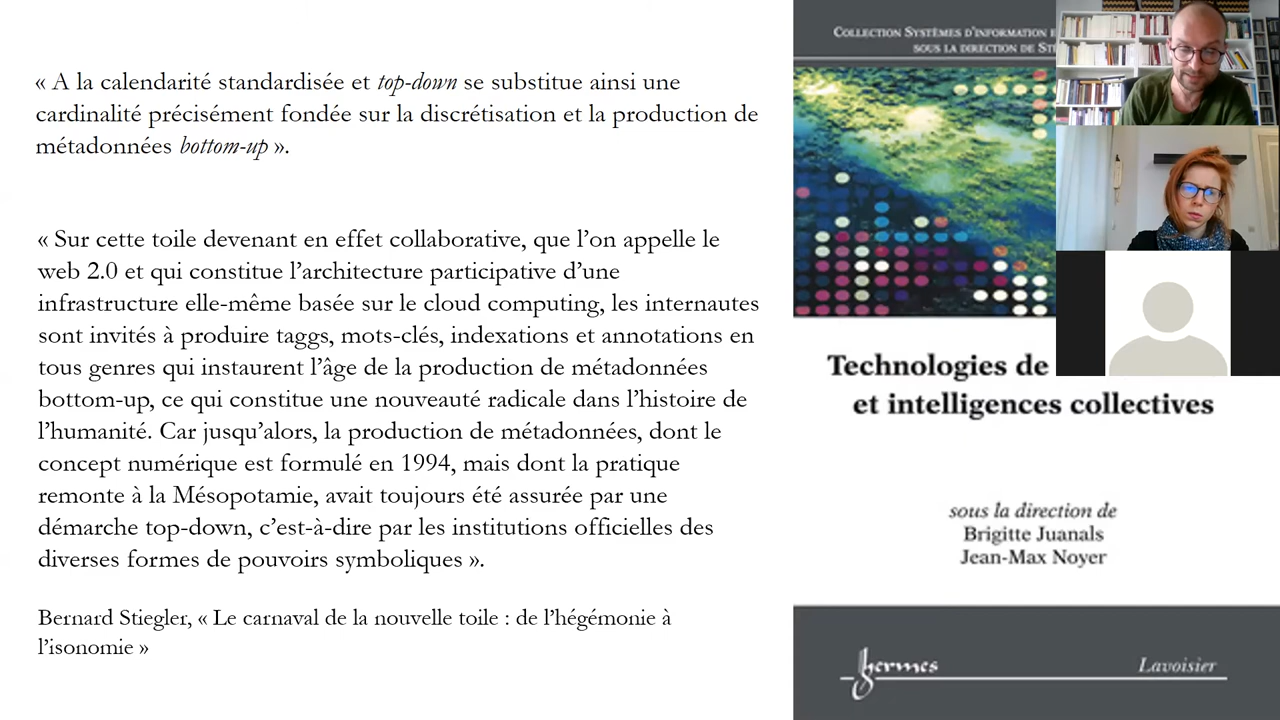 « A la calendarité standardisée et top-down se substitue ainsi une
cardinalité précisément fondée sur la discrétisation et la production de
métadonnées bottom-up ».
« Sur cette toile devenant en effet collaborative, que l’on appelle le
web 2.0 et qui constitue l’architecture participative d’une
infrastructure elle-même basée sur le cloud computing, les internautes
sont invités à produire taggs, mots-clés, indexations et annotations en
tous genres qui instaurent l’âge de la production de métadonnées
bottom-up, ce qui constitue une nouveauté radicale dans l’histoire de
l’humanité. Car jusqu’alors, la production de métadonnées, dont le
concept numérique est formulé en 1994, mais dont la pratique
remonte à la Mésopotamie, avait toujours été assurée par une
démarche top-down, c’est-à-dire par les institutions officielles des
diverses formes de pouvoirs symboliques ».
Bernard Stiegler, « Le carnaval de la nouvelle toile : de l’hégémonie à
l’isonomie »
COLLECTION SYSTÈMES D’INFORMATION
SOUS LA DIRECTION DE
Technologies de
et intelligences collectives
sous la direction de
Brigitte Juanals
Jean-Max Noyer
hermes
Lavoisier